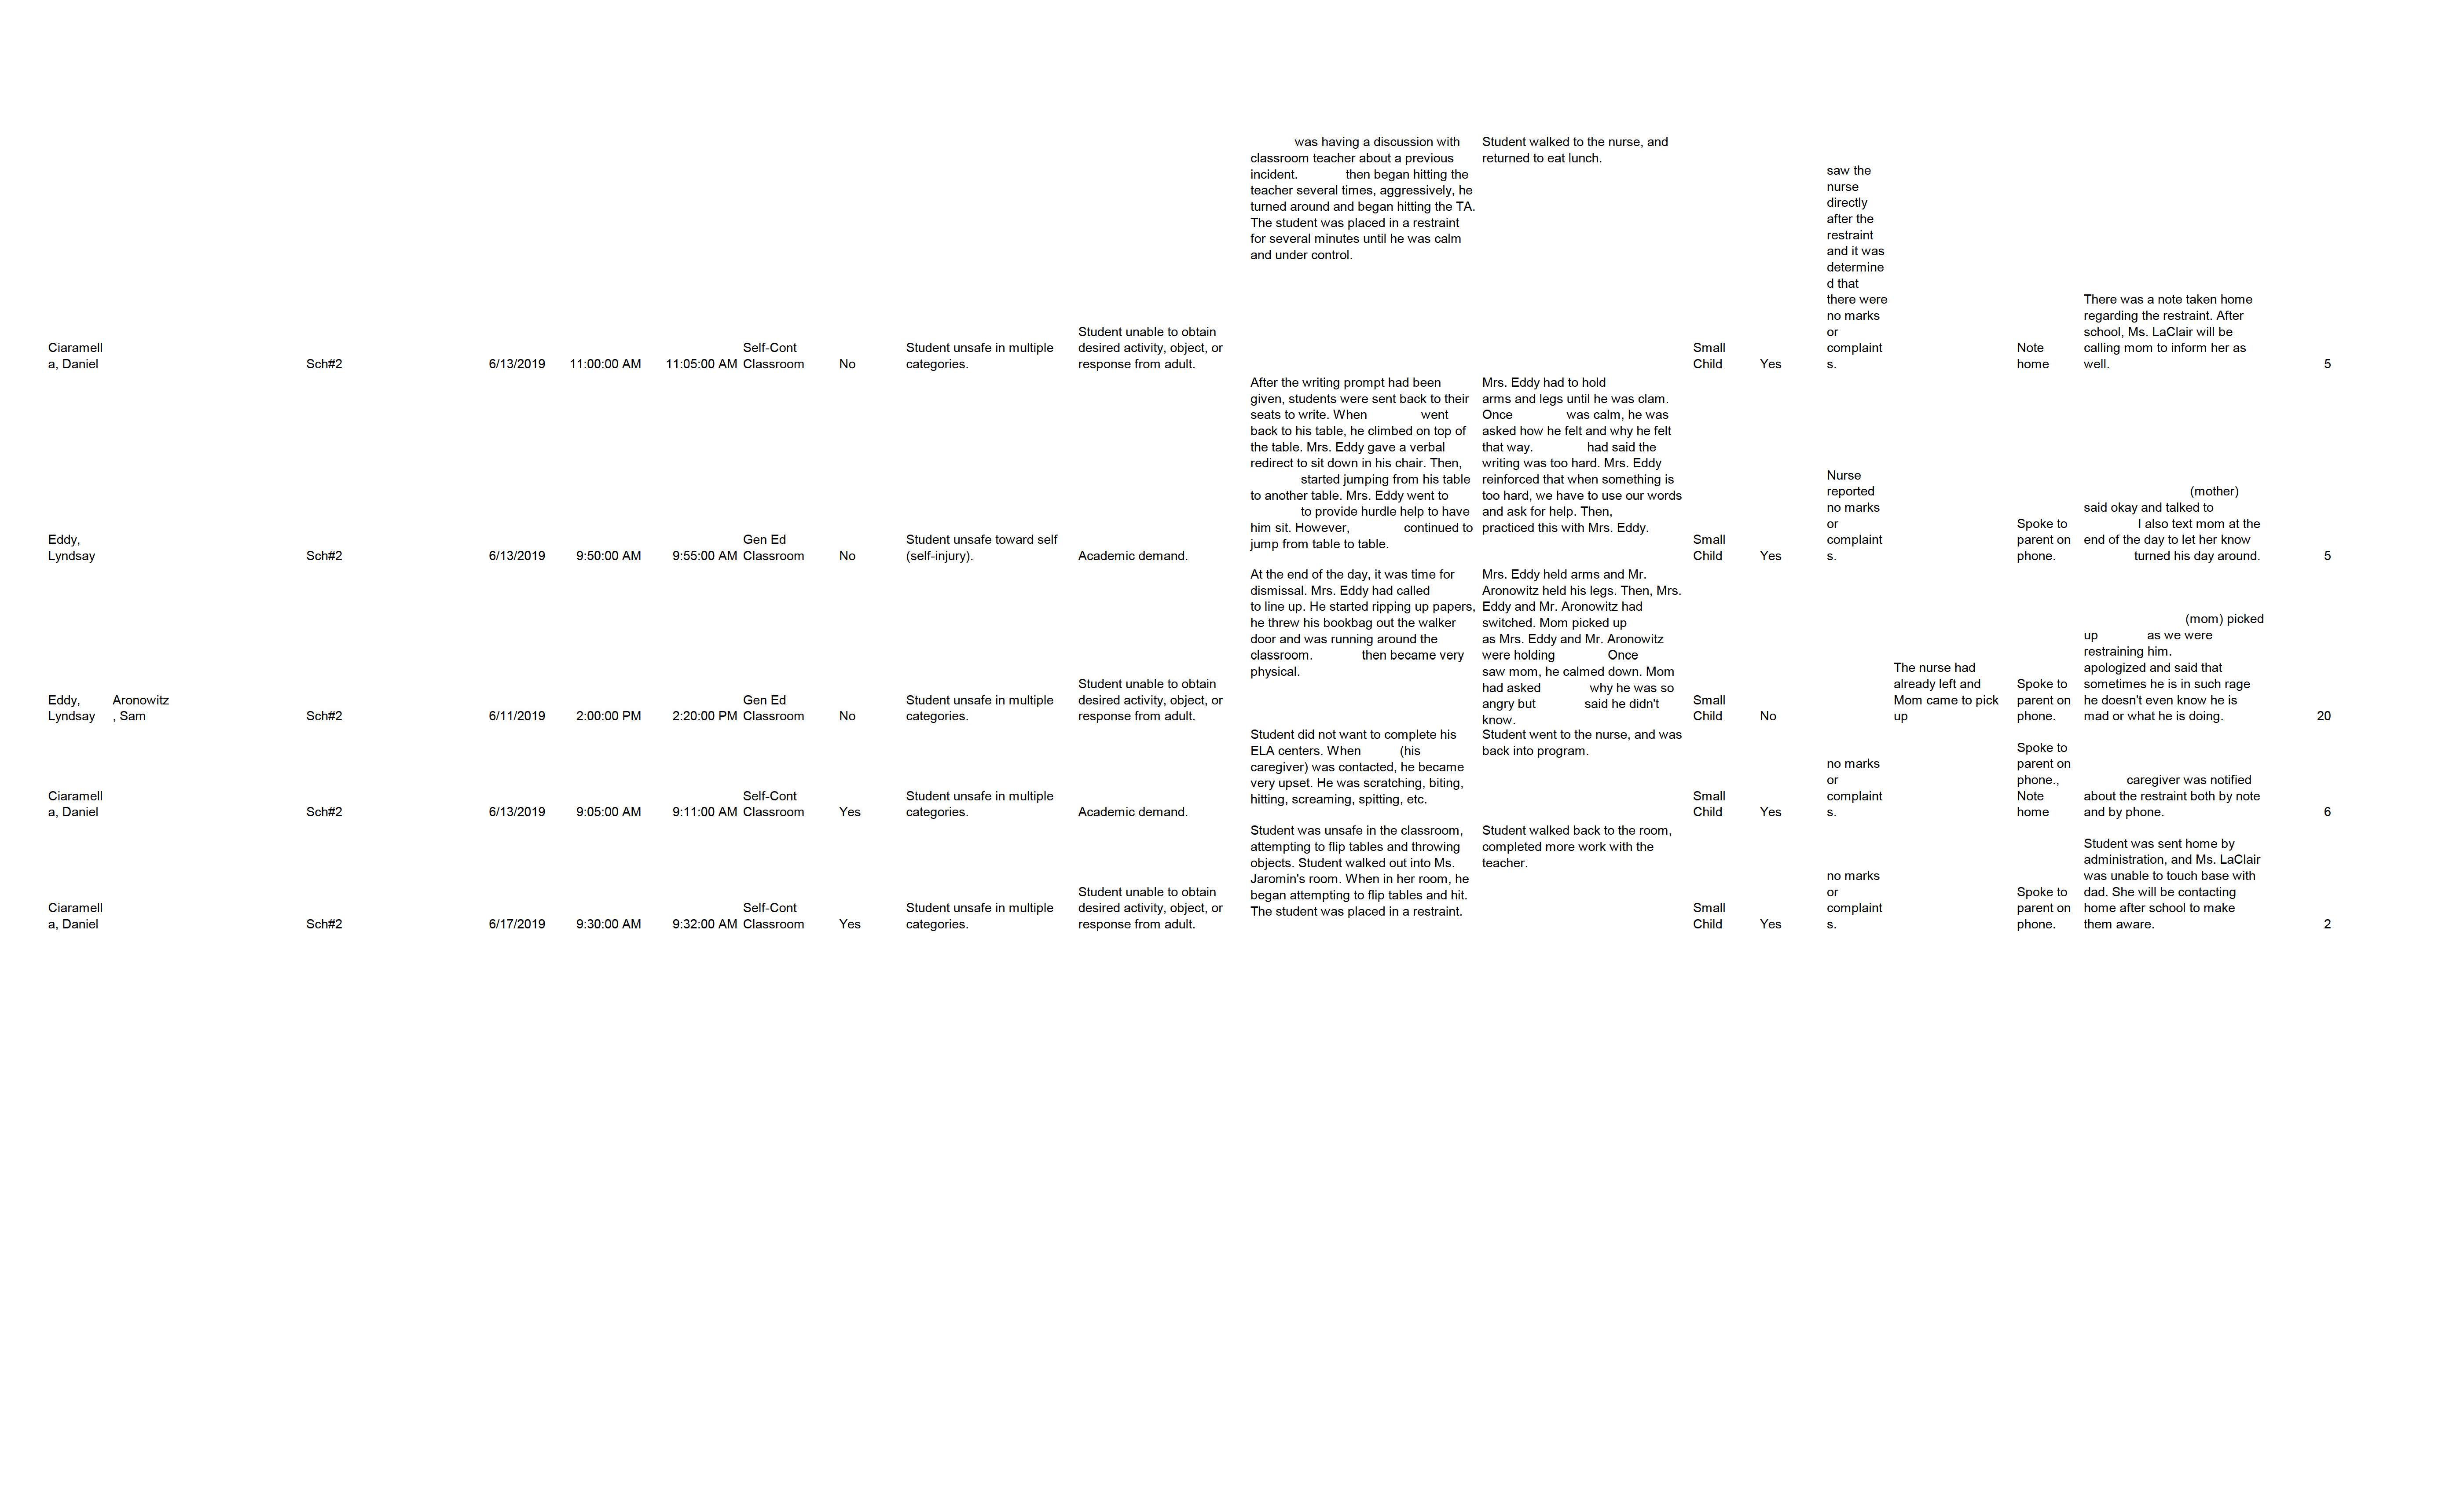 was having a discussion with
classroom teacher about a previous
incident. then began hitting the
teacher several times, aggressively, he
turned around and began hitting the TA.
The student was placed in a restraint
for several minutes until he was calm
and under control.
Student walked to the nurse, and
returned to eat lunch.
saw the
nurse
directly
after the
restraint
and it was
determine
d that
there were
no marks
or
complaint
s.
There was a note taken home
regarding the restraint. After
school, Ms. LaClair will be
calling mom to inform her as
well.
Ciaramell
a, Daniel
Sch#2
6/13/2019
11:00:00 AM
11:05:00 AM
Self-Cont
Classroom
No
Student unsafe in multiple
categories.
Student unable to obtain
desired activity, object, or
response from adult.
Small
Child
Yes
Note
home
5
After the writing prompt had been
given, students were sent back to their
seats to write. When went
back to his table, he climbed on top of
the table. Mrs. Eddy gave a verbal
redirect to sit down in his chair. Then,
started jumping from his table
to another table. Mrs. Eddy went to
to provide hurdle help to have
him sit. However, continued to
jump from table to table.
Mrs. Eddy had to hold
arms and legs until he was clam.
Once was calm, he was
asked how he felt and why he felt
that way. had said the
writing was too hard. Mrs. Eddy
reinforced that when something is
too hard, we have to use our words
and ask for help. Then,
practiced this with Mrs. Eddy.
Eddy,
Lyndsay
Sch#2
6/13/2019
9:50:00 AM
9:55:00 AM
Gen Ed
Classroom
No
Student unsafe toward self
(self-injury).
Academic demand.
Small
Child
Yes
Nurse
reported
no marks
or
complaint
s.
Spoke to
parent on
phone.
(mother)
said okay and talked to
I also text mom at the
end of the day to let her know
turned his day around.
5
At the end of the day, it was time for
dismissal. Mrs. Eddy had called
to line up. He started ripping up papers,
he threw his bookbag out the walker
door and was running around the
classroom. then became very
physical.
Mrs. Eddy held arms and Mr.
Aronowitz held his legs. Then, Mrs.
Eddy and Mr. Aronowitz had
switched. Mom picked up
as Mrs. Eddy and Mr. Aronowitz
were holding Once
saw mom, he calmed down. Mom
had asked why he was so
angry but said he didn't
know.
Eddy,
Lyndsay
Aronowitz
, Sam
Sch#2
6/11/2019
2:00:00 PM
2:20:00 PM
Gen Ed
Classroom
No
Student unsafe in multiple
categories.
Student unable to obtain
desired activity, object, or
response from adult.
Small
Child
No
The nurse had
already left and
Mom came to pick
up
Spoke to
parent on
phone.
(mom) picked
up as we were
restraining him.
apologized and said that
sometimes he is in such rage
he doesn't even know he is
mad or what he is doing.
20
Student did not want to complete his
ELA centers. When (his
caregiver) was contacted, he became
very upset. He was scratching, biting,
hitting, screaming, spitting, etc.
Student went to the nurse, and was
back into program.
Ciaramell
a, Daniel
Sch#2
6/13/2019
9:05:00 AM
9:11:00 AM
Self-Cont
Classroom
Yes
Student unsafe in multiple
categories.
Academic demand.
Small
Child
Yes
no marks
or
complaint
s.
Spoke to
parent on
phone.,
Note
home
caregiver was notified
about the restraint both by note
and by phone.
6
Student was unsafe in the classroom,
attempting to flip tables and throwing
objects. Student walked out into Ms.
Jaromin's room. When in her room, he
began attempting to flip tables and hit.
The student was placed in a restraint.
Student walked back to the room,
completed more work with the
teacher.
Ciaramell
a, Daniel
Sch#2
6/17/2019
9:30:00 AM
9:32:00 AM
Self-Cont
Classroom
Yes
Student unsafe in multiple
categories.
Student unable to obtain
desired activity, object, or
response from adult.
Small
Child
Yes
no marks
or
complaint
s.
Spoke to
parent on
phone.
Student was sent home by
administration, and Ms. LaClair
was unable to touch base with
dad. She will be contacting
home after school to make
them aware.
2